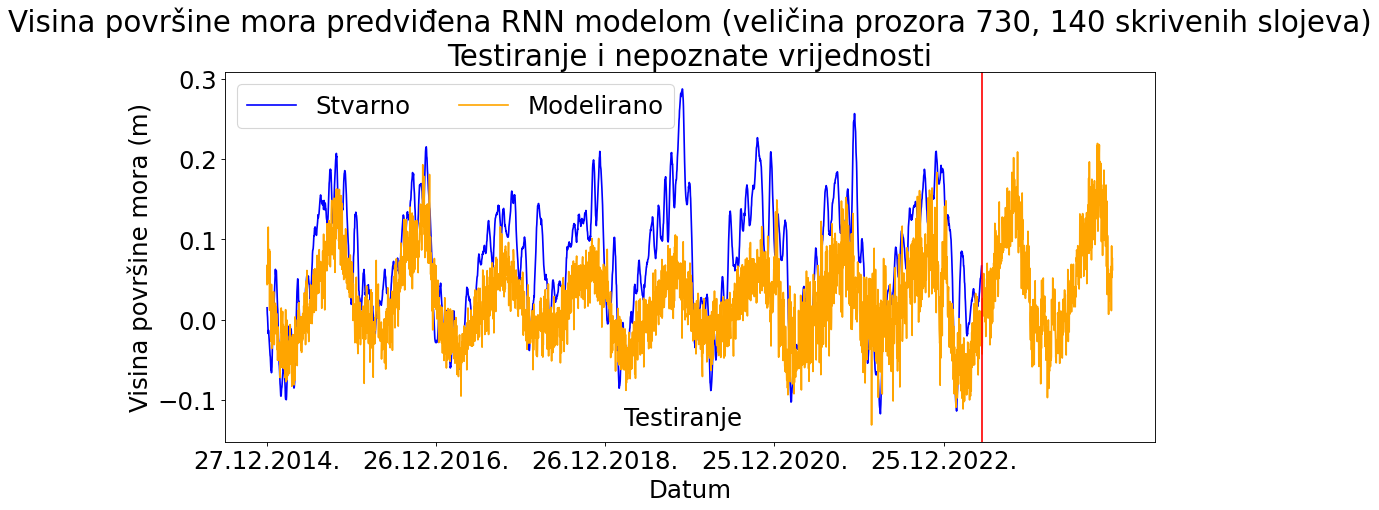 Visina površine mora predviđena RNN modelom (veličina prozora 730, 140 skrivenih slojeva)
Testiranje i nepoznate vrijednosti
Stvarno Modelirano
Visina površine mora (m)
0.3
0.2
0.1
0.0
−0.1
Testiranje
27.12.2014. 26.12.2016. 26.12.2018. 25.12.2020. 25.12.2022.
Datum